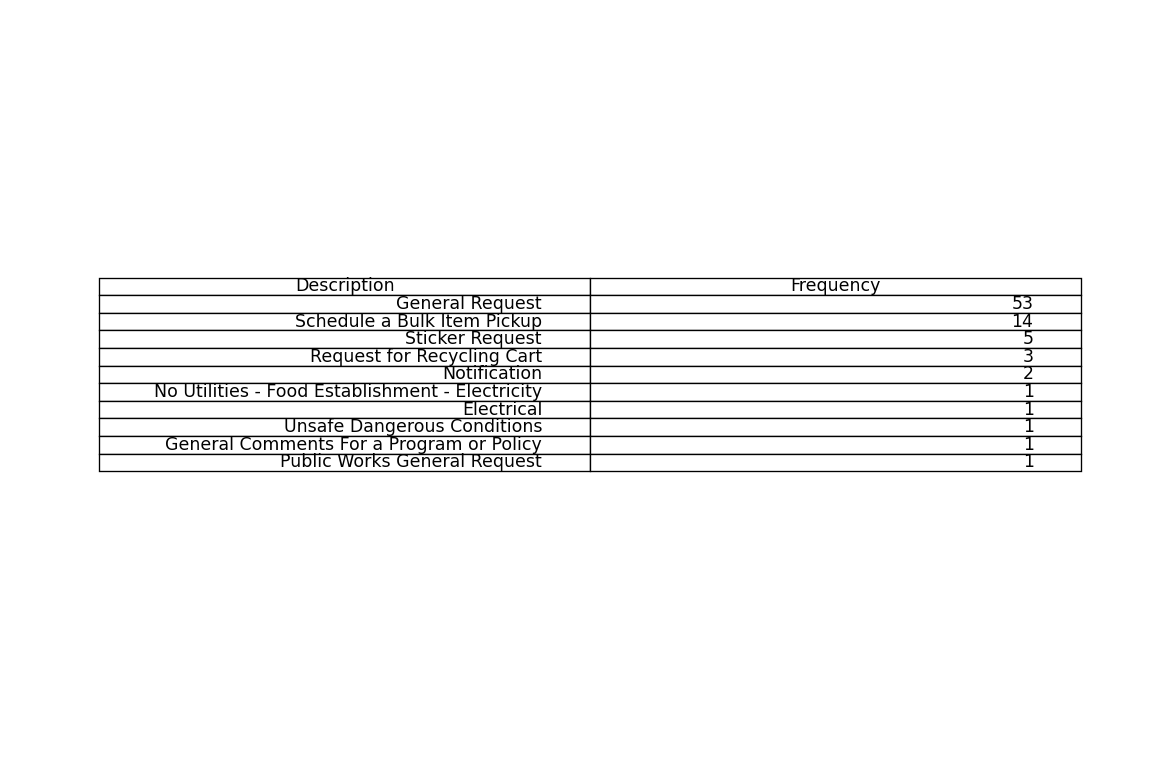 Description Frequency
General Request 53
Schedule a Bulk Item Pickup 14
Sticker Request 5
Request for Recycling Cart 3
Notification 2
No Utilities - Food Establishment - Electricity 1
Electrical 1
Unsafe Dangerous Conditions 1
General Comments For a Program or Policy 1
Public Works General Request 1